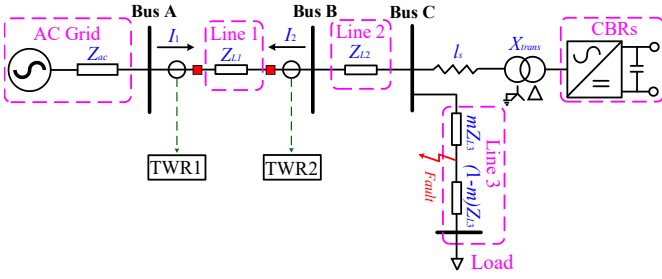 Bus A
Bus B
Bus C
AC Grid
Zac
I1
Line 1
ZL1
I2
Line 2
ZL2
ls
Xtrans
CBRs
TWR1
TWR2
mZL3
(1-m)ZL3
Fault
Line 3
Load